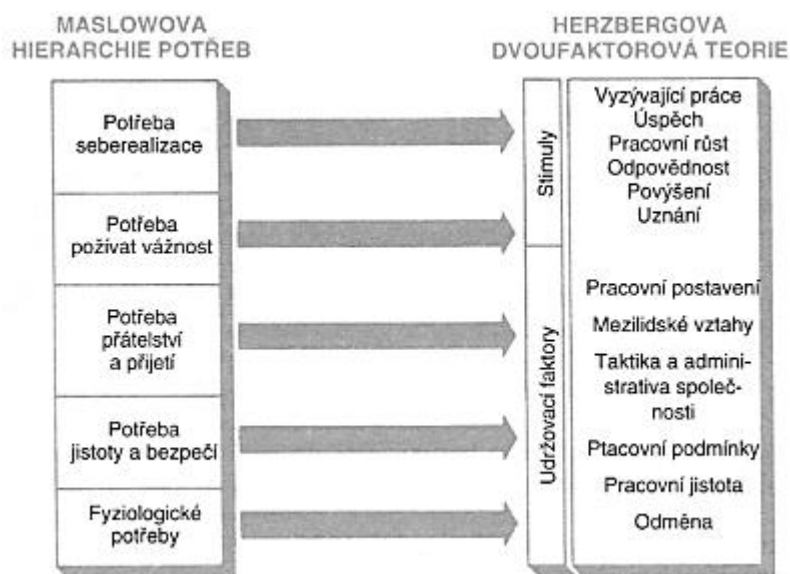 MASLOWOVA
HIERARCHIE POTŘEB
Potřeba
seberealizace
Potřeba
požívat vážnost
Potřeba
přátelství
a přijetí
Potřeba
jistoty a bezpečí
Fyziologické
potřeby
HERZBERGOVA
DVOUFAKTOROVÁ TEORIE
Stimuly
Vyzývající práce
Úspěch
Pracovní růst
Odpovědnost
Povýšení
Uznání
Udržovací faktory
Pracovní postavení
Mezilidské vztahy
Taktika a admini-
strativa společ-
nosti
Ptacovní podmínky
Pracovní jistota
Odměna